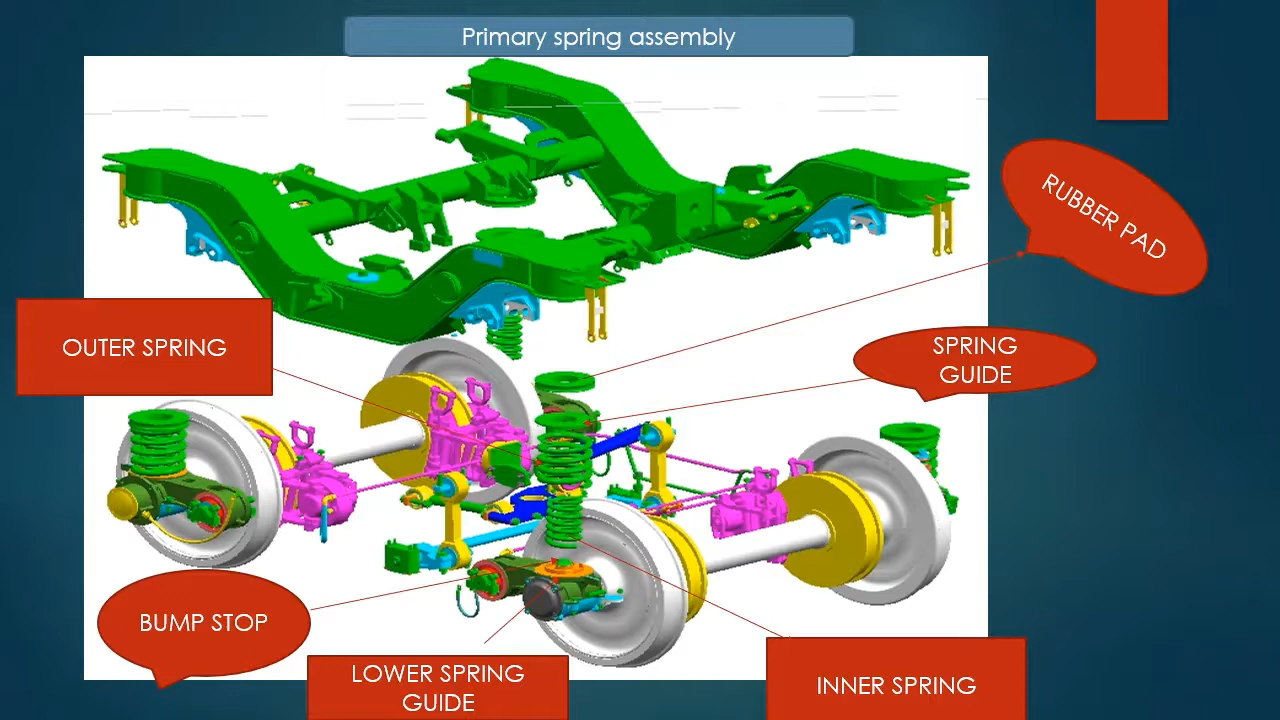 Primary spring assembly
RUBBER PAD
OUTER SPRING
SPRING
GUIDE
BUMP STOP
LOWER SPRING
GUIDE
INNER SPRING